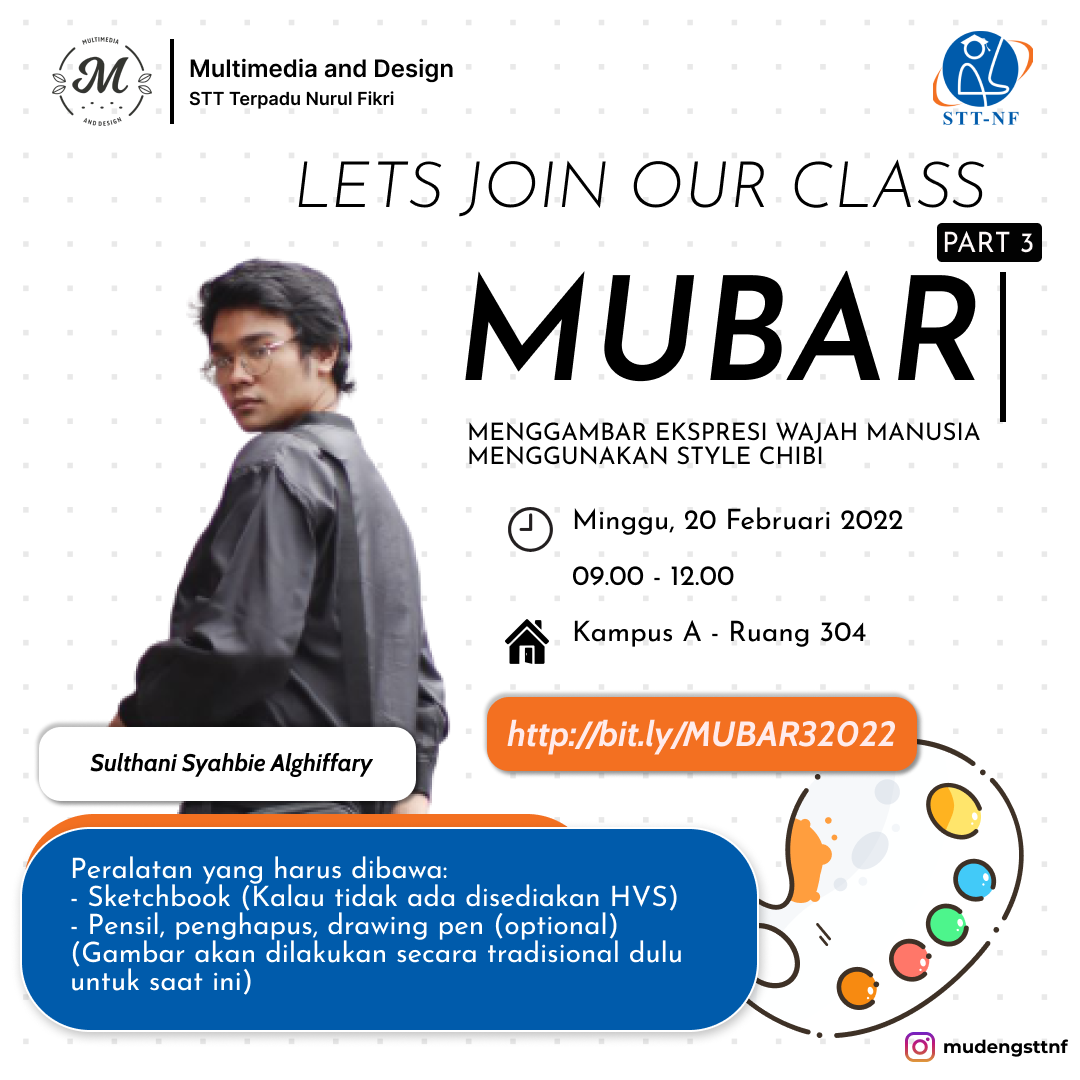 MULTIMEDIA
M
AND DESIGN
Multimedia and Design
STT Terpadu Nurul Fikri
STT-NF
LETS JOIN OUR CLASS
PART 3
MUBAR
MENGGAMBAR EKSPRESI WAJAH MANUSIA
MENGGUNAKAN STYLE CHIBI
Minggu, 20 Februari 2022
09.00 - 12.00
Kampus A - Ruang 304
http://bit.ly/MUBAR32022
Sulthani Syahbie Alghiffary
Peralatan yang harus dibawa:
- Sketchbook (Kalau tidak ada disediakan HVS)
- Pensil, penghapus, drawing pen (optional)
(Gambar akan dilakukan secara tradisional dulu
untuk saat ini)
mudengsttnf